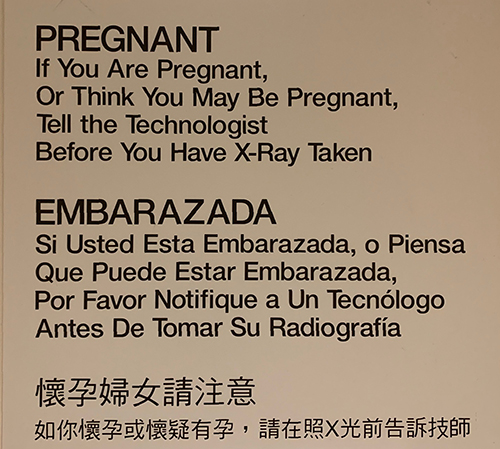 PREGNANT
If You Are Pregnant,
Or Think You May Be Pregnant,
Tell the Technologist
Before You Have X-Ray Taken
EMBARAZADA
Si Usted Esta Embarazada, o Piensa
Que Puede Estar Embarazada,
Por Favor Notifique a Un Tecnólogo
Antes De Tomar Su Radiografía
懷孕婦女請注意
如你懷孕或懷疑有孕，請在照X光前告訴技師